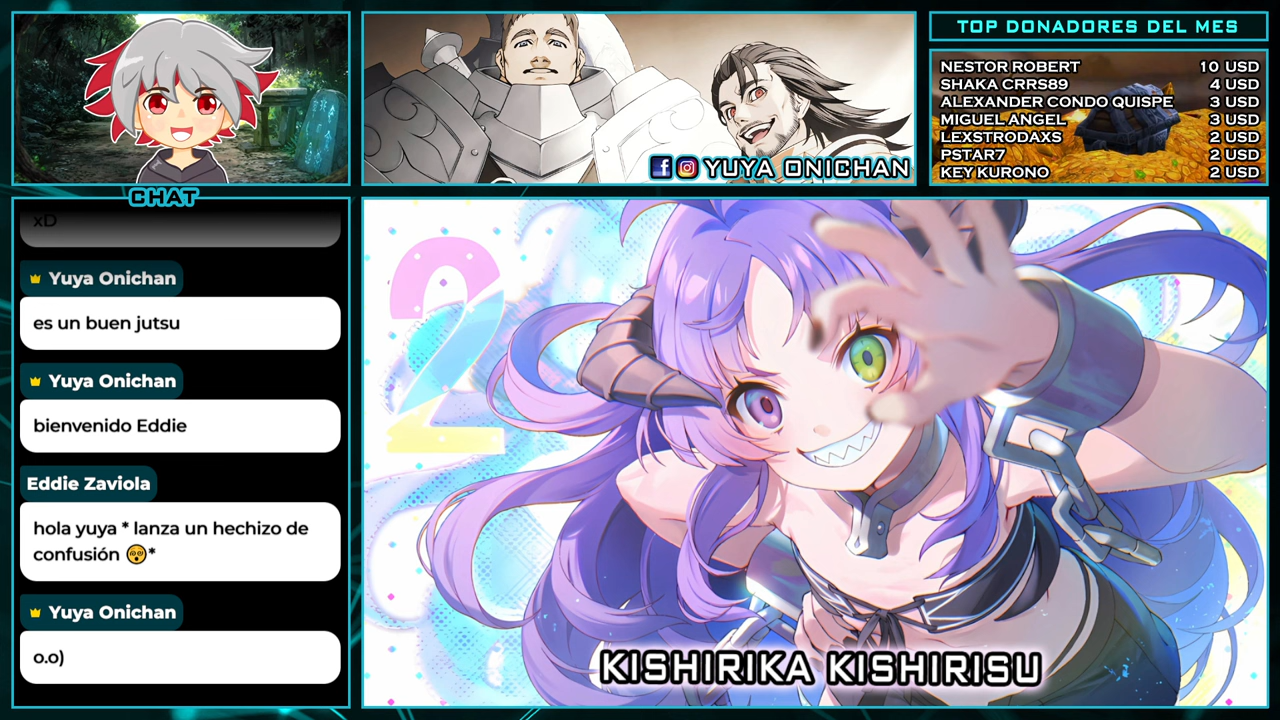 TOP DONADORES DEL MES
NESTOR ROBERT 10 USD
SHAKA CRRS89 4 USD
ALEXANDER CONDO QUISPE 3 USD
MIGUEL ANGEL 3 USD
LEXSTRODAXS 2 USD
PSTAR7 2 USD
KEY KURONO 2 USD
YUYA ONICHAN
CHAT
xD
Yuya Onichan
es un buen jutsu
Yuya Onichan
bienvenido Eddie
Eddie Zaviola
hola yuya * lanza un hechizo de
confusión 😵‍💫*
Yuya Onichan
o.o)
2
KISHIRIKA KISHIRISU